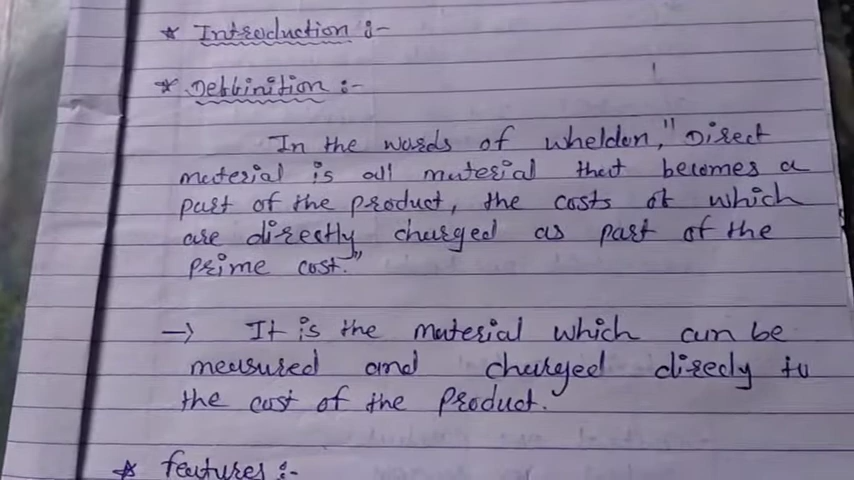 * Introduction :-
* Deffinition :-
In the words of wheldon, "Direct
material is all material that becomes a
part of the product, the costs of which
are directly charged as part of the
prime cost."
→ It is the material which can be
measured and charged direcly to
the cost of the product.
* features :-